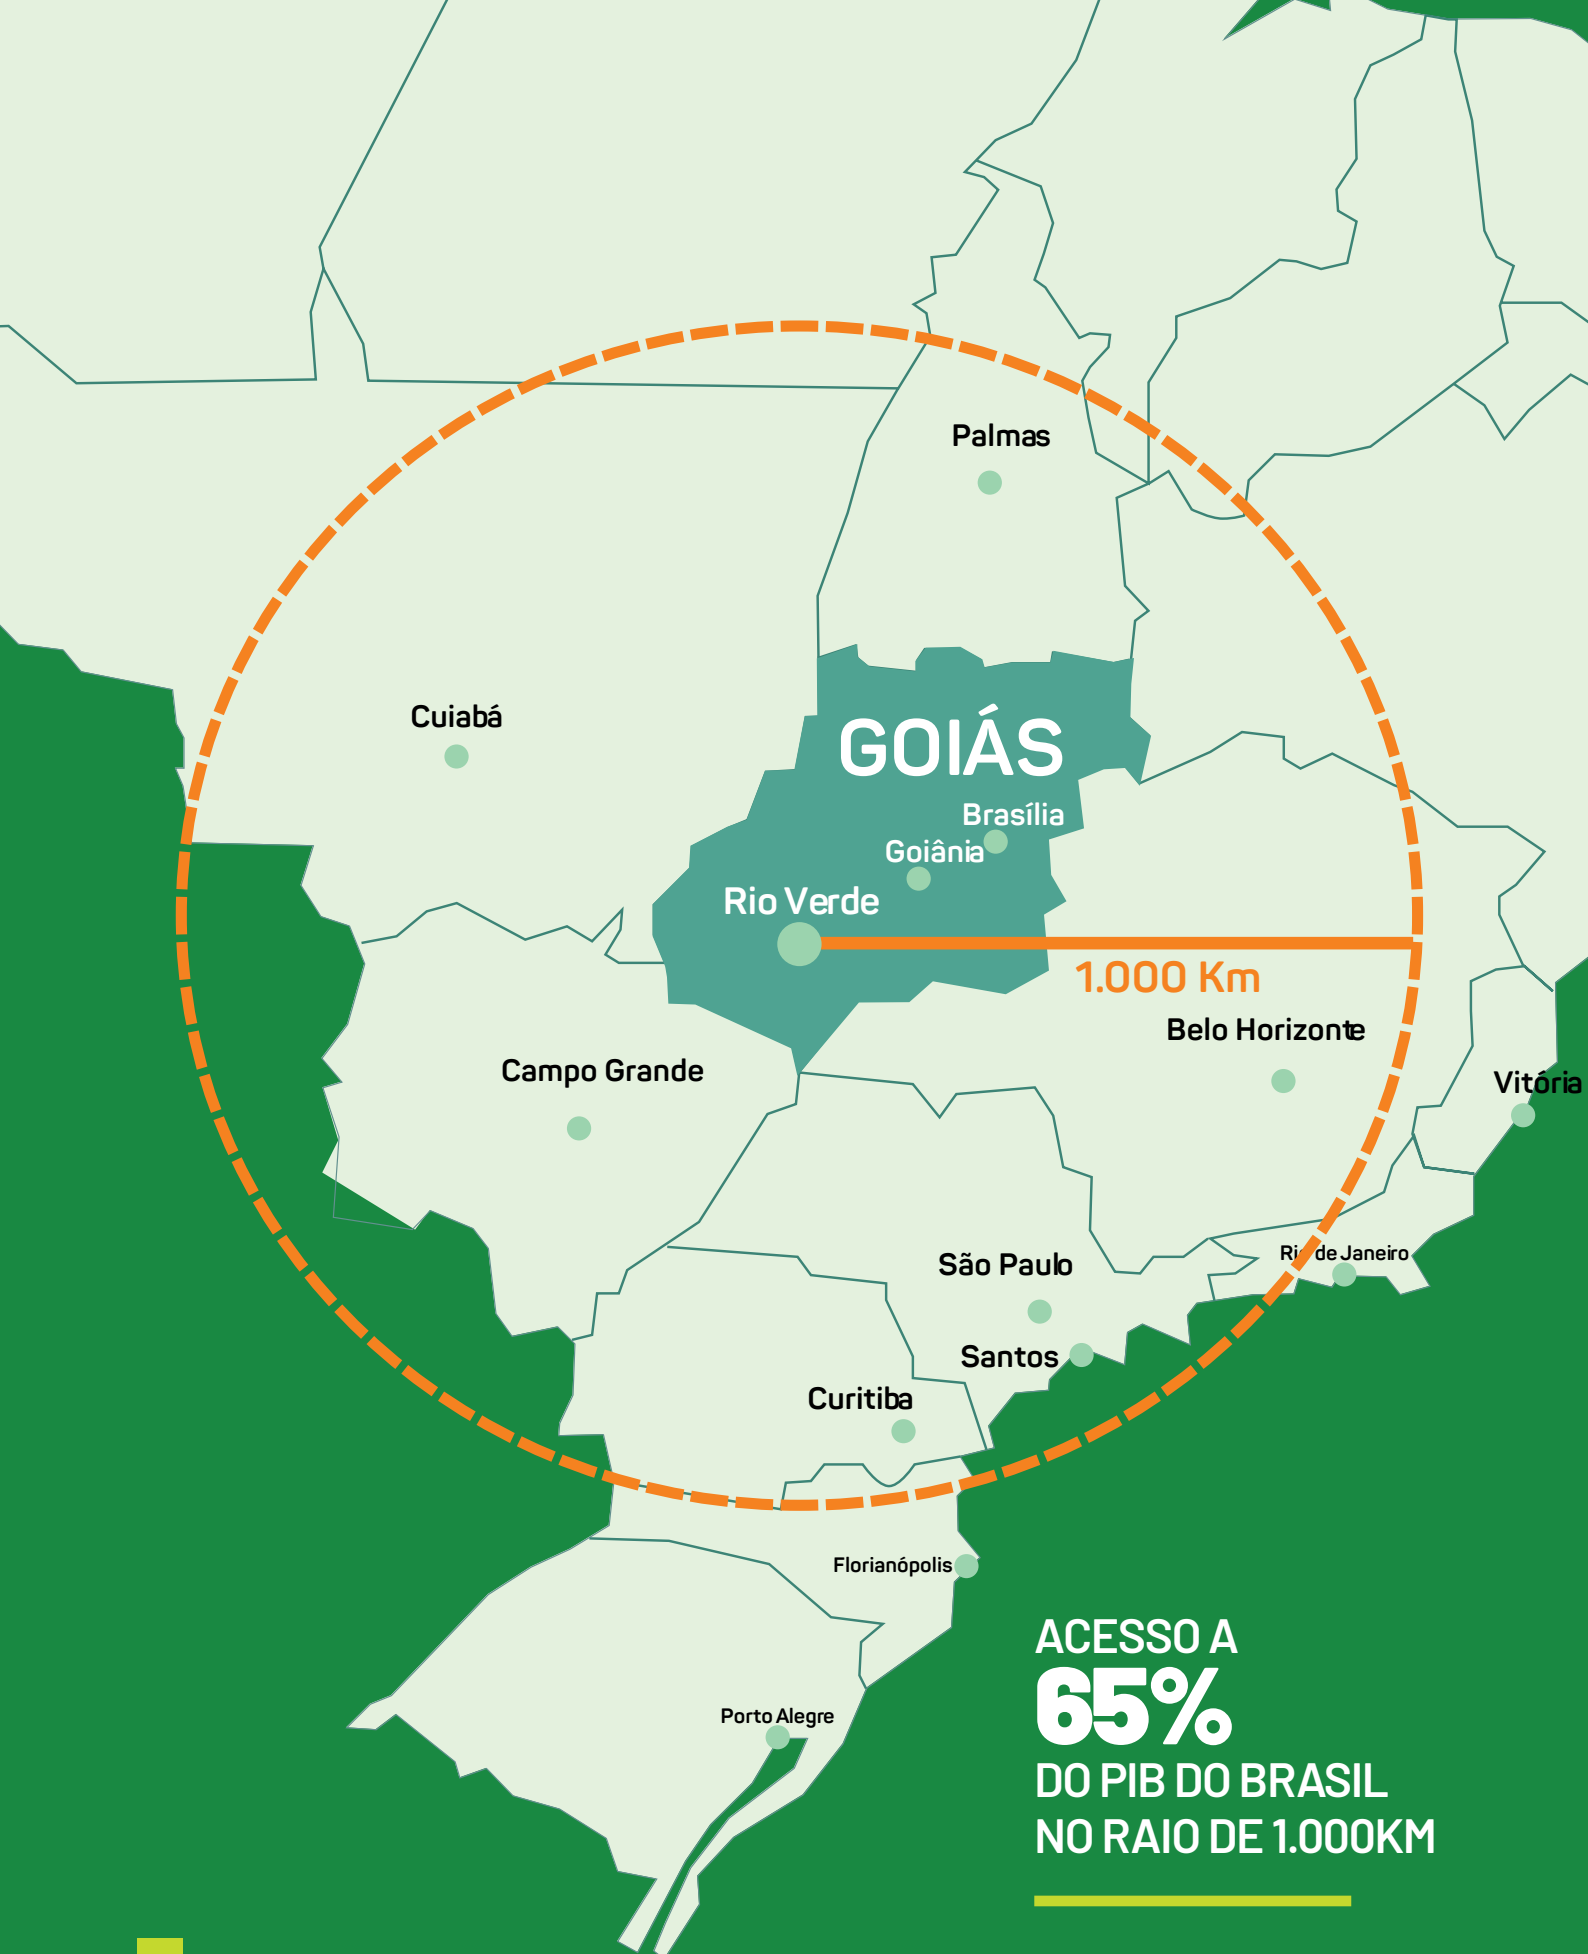 Palmas
Cuiabá
GOIÁS
Brasília
Goiânia
Rio Verde
1.000 Km
Belo Horizonte
Campo Grande
Vitória
Rio de Janeiro
São Paulo
Santos
Curitiba
Florianópolis
Porto Alegre
ACESSO A
65%
DO PIB DO BRASIL
NO RAIO DE 1.000KM